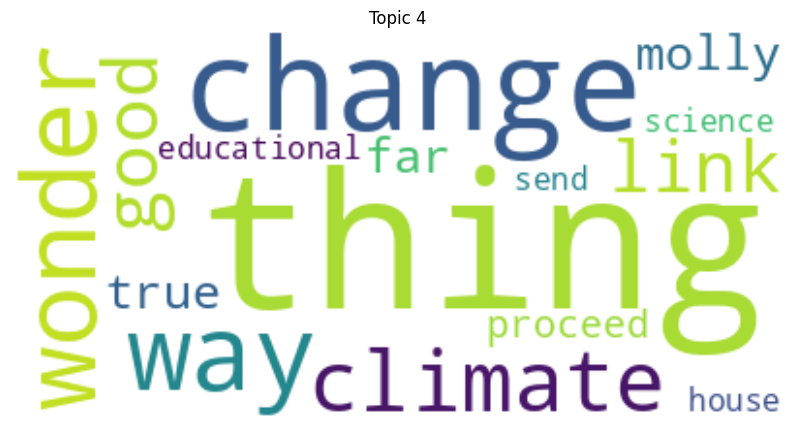 Topic 4
wonder
good
change
molly
science
educational
far
link
send
thing
true
proceed
way
climate
house